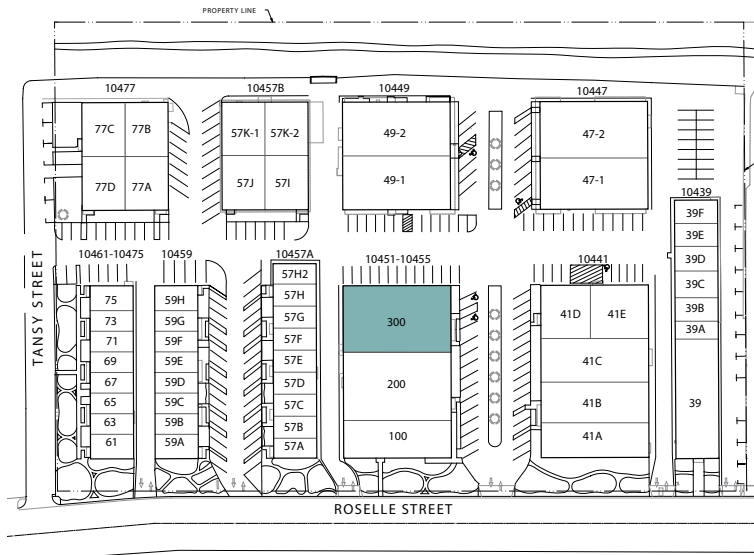 PROPERTY LINE
10477
10457B
10449
10447
77C
77B
57K-1
57K-2
49-2
47-2
77D
77A
57J
57I
49-1
47-1
10439
39F
39E
39D
39C
39B
39A
39
TANSY STREET
10461-10475
10459
10457A
10451-10455
10441
75
73
71
69
67
65
63
61
59H
59G
59F
59E
59D
59C
59B
59A
57H2
57H
57G
57F
57E
57D
57C
57B
57A
300
200
100
41D
41E
41C
41B
41A
ROSELLE STREET